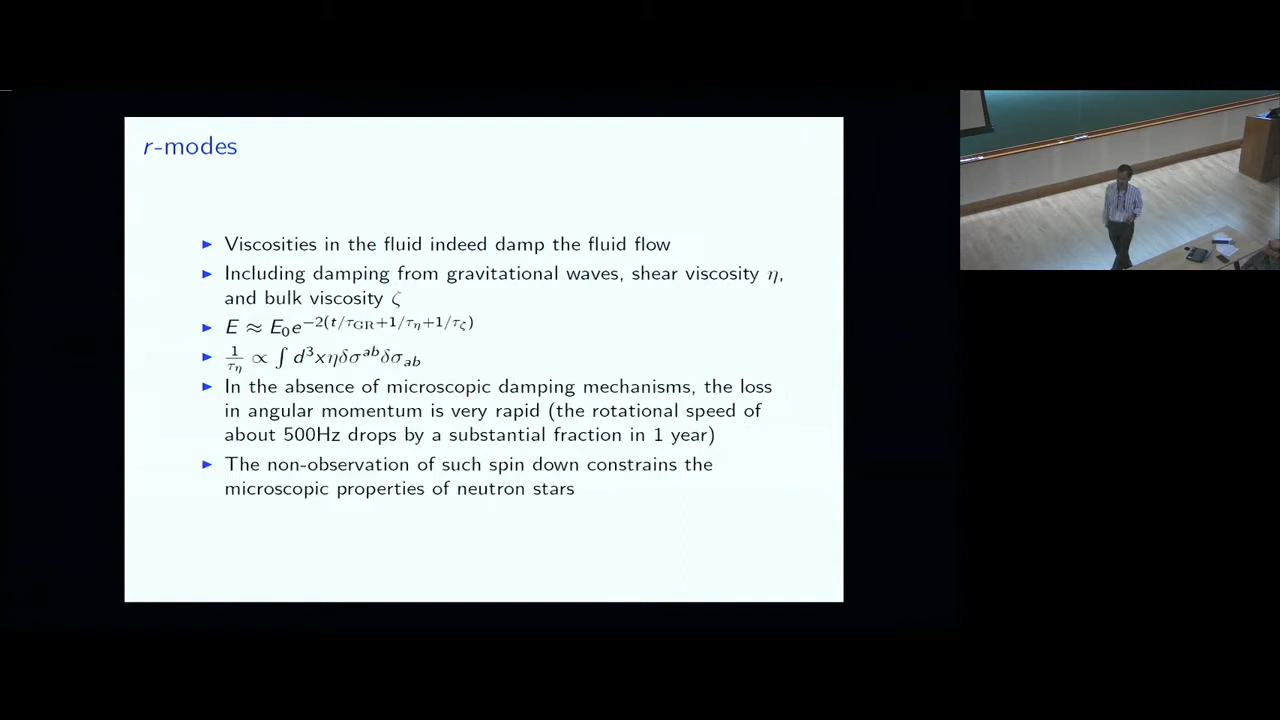 r-modes
▶ Viscosities in the fluid indeed damp the fluid flow
▶ Including damping from gravitational waves, shear viscosity η,
and bulk viscosity ζ
▶ E ≈ E₀e^{−2(t/τ_GR+1/τ_η+1/τ_ζ)}
▶ 1/τ_η ∝ ∫ d³xηδσ^{ab}δσ_{ab}
▶ In the absence of microscopic damping mechanisms, the loss
in angular momentum is very rapid (the rotational speed of
about 500Hz drops by a substantial fraction in 1 year)
▶ The non-observation of such spin down constrains the
microscopic properties of neutron stars